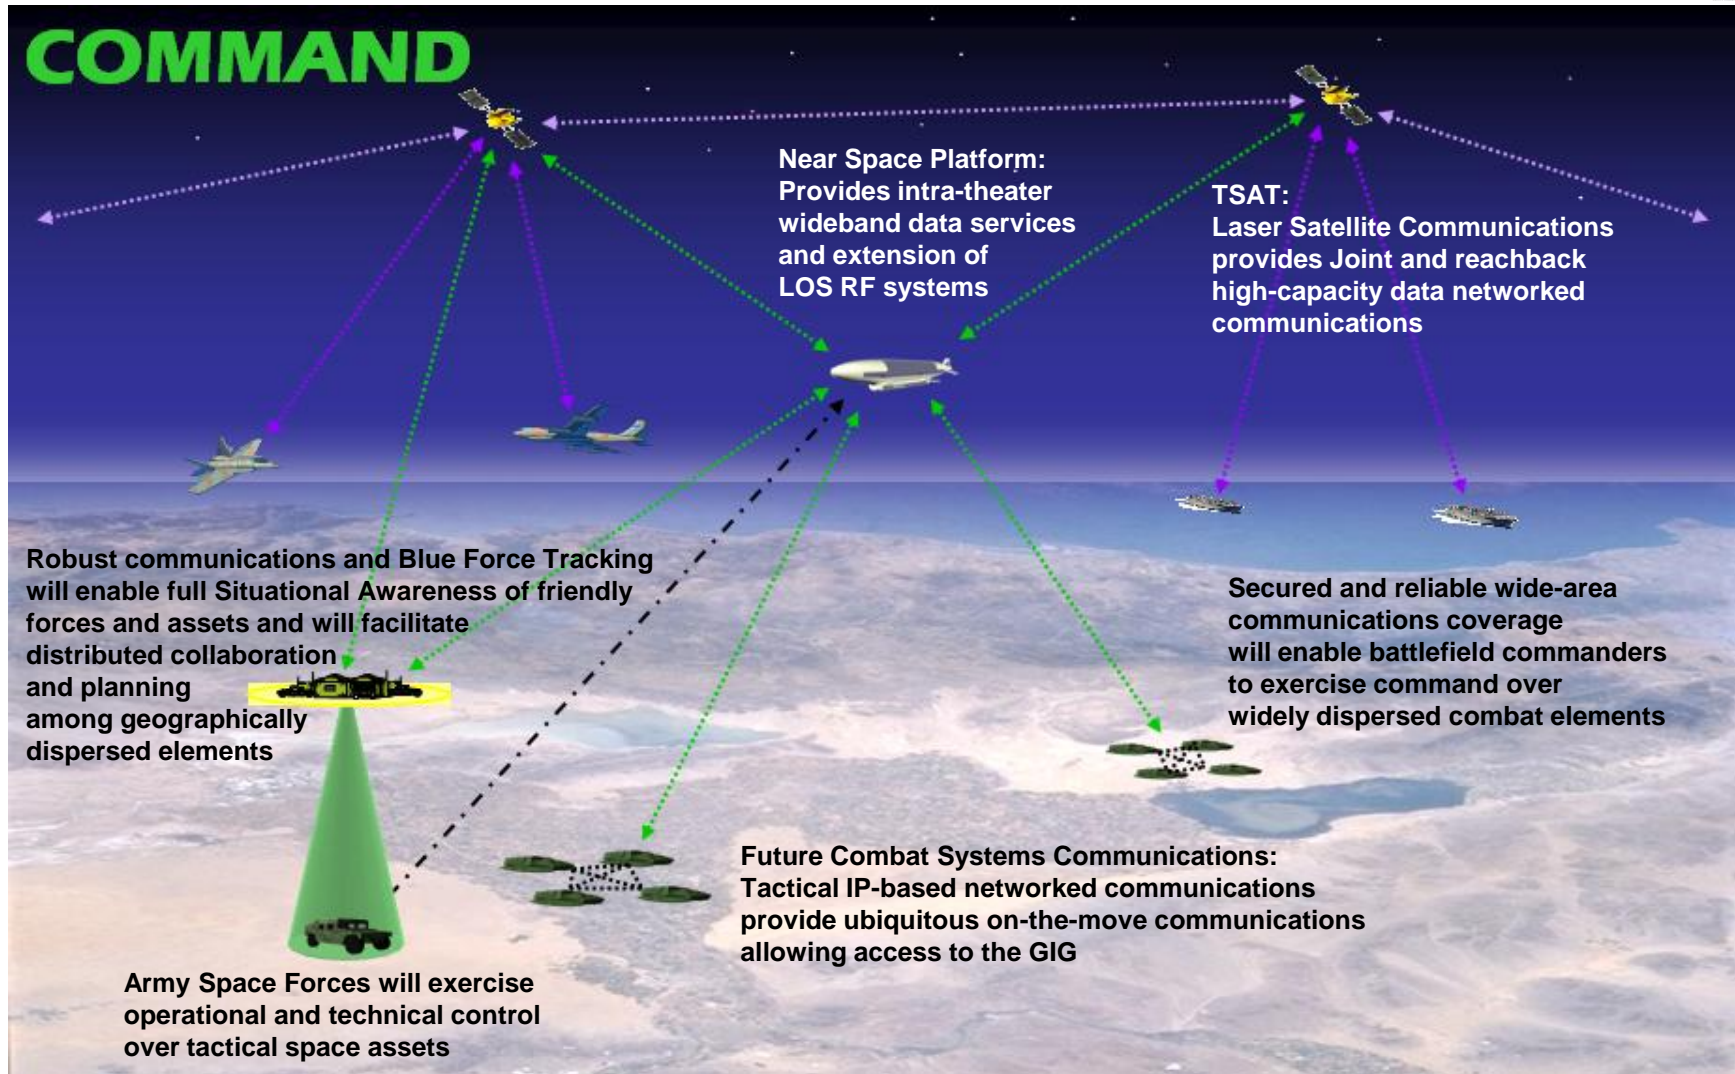 COMMAND
Near Space Platform:
Provides intra-theater
wideband data services
and extension of
LOS RF systems
TSAT:
Laser Satellite Communications
provides Joint and reachback
high-capacity data networked
communications
Robust communications and Blue Force Tracking
will enable full Situational Awareness of friendly
forces and assets and will facilitate
distributed collaboration
and planning
among geographically
dispersed elements
Secured and reliable wide-area
communications coverage
will enable battlefield commanders
to exercise command over
widely dispersed combat elements
Future Combat Systems Communications:
Tactical IP-based networked communications
provide ubiquitous on-the-move communications
allowing access to the GIG
Army Space Forces will exercise
operational and technical control
over tactical space assets